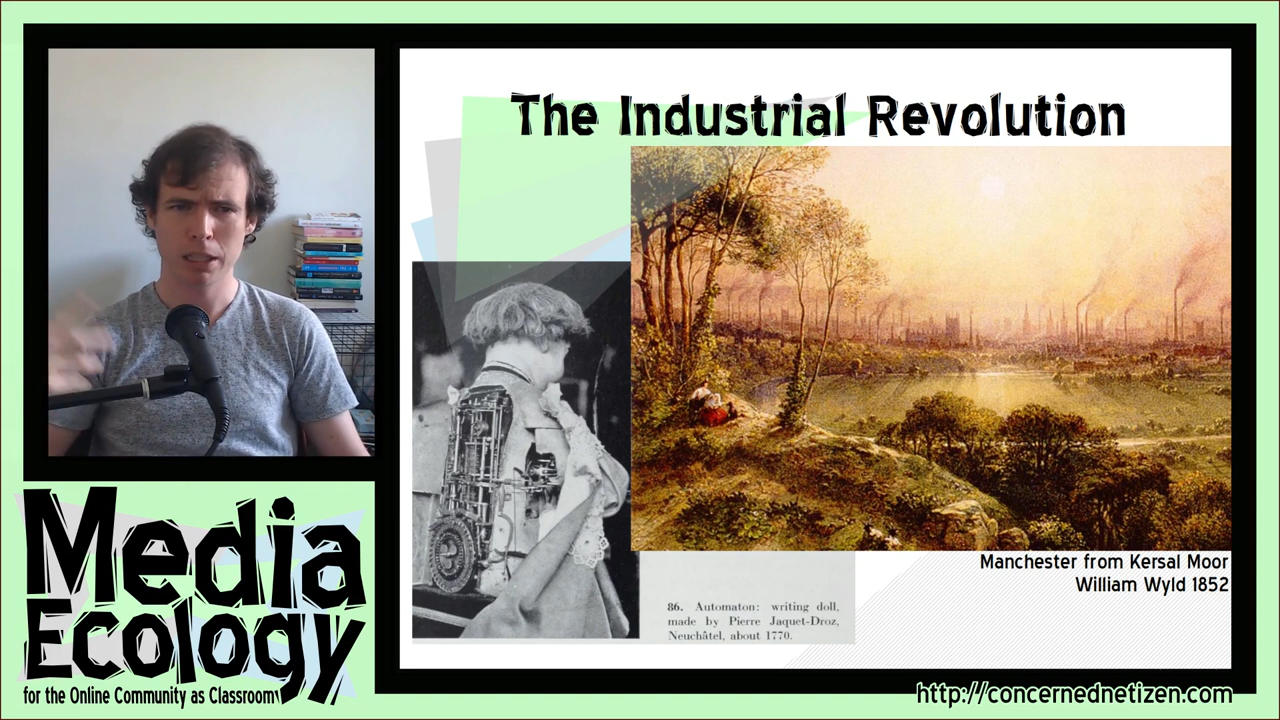 The Industrial Revolution
Manchester from Kersal Moor
William Wyld 1852
86. Automaton: writing doll,
made by Pierre Jaquet-Droz,
Neuchâtel, about 1770.
Media
Ecology
for the Online Community as Classroom
http://concernednetizen.com